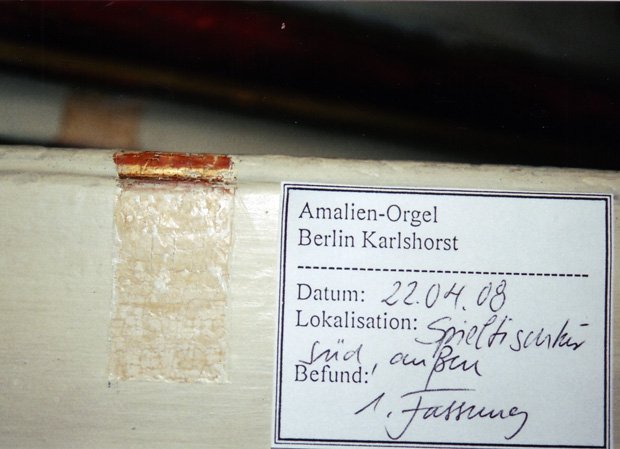 Amalien-Orgel
Berlin Karlshorst
Datum: 22.04.08
Lokalisation: Spieltischtür
süd, außen
Befund:
1. Fassung